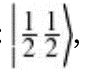 : |½ ½⟩,